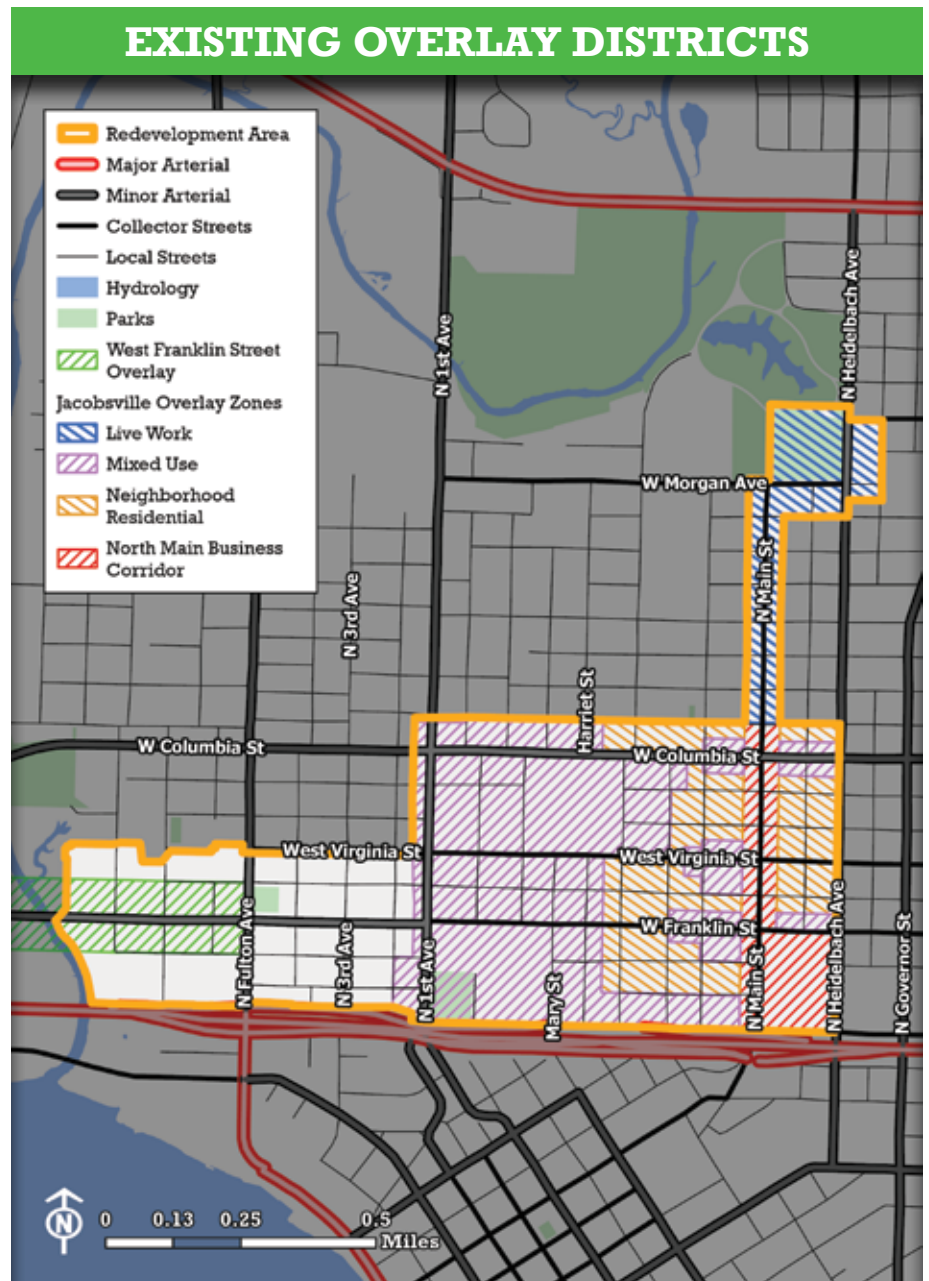 EXISTING OVERLAY DISTRICTS
Redevelopment Area
Major Arterial
Minor Arterial
Collector Streets
Local Streets
Hydrology
Parks
West Franklin Street
Overlay
Jacobsville Overlay Zones
Live Work
Mixed Use
Neighborhood
Residential
North Main Business
Corridor
N Heidelbach Ave
N 1st Ave
W Morgan Ave
N Main St
N 3rd Ave
Harriet St
W Columbia St
W Columbia St
West Virginia St
West Virginia St
W Franklin St
N Fulton Ave
N 3rd Ave
N 1st Ave
Mary St
N Main St
N Heidelbach Ave
N Governor St
N
0 0.13 0.25 0.5
Miles